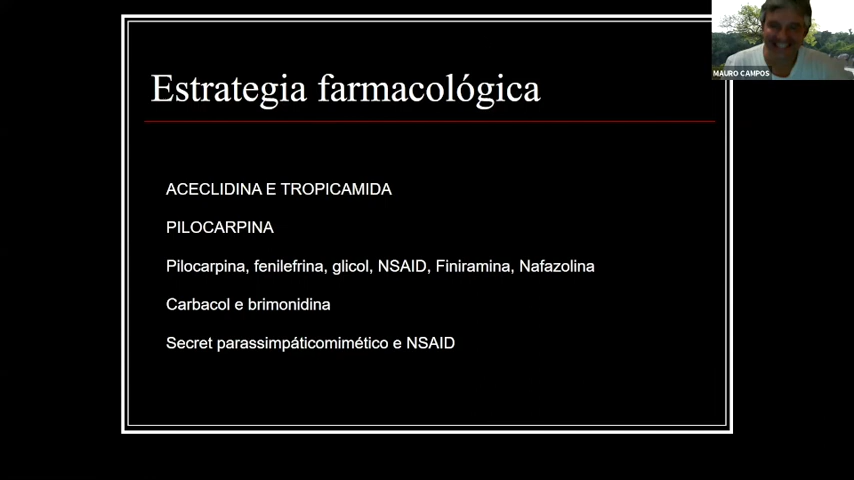 MAURO CAMPOS
Estrategia farmacológica
ACECLIDINA E TROPICAMIDA
PILOCARPINA
Pilocarpina, fenilefrina, glicol, NSAID, Finiramina, Nafazolina
Carbacol e brimonidina
Secret parassimpáticomimético e NSAID